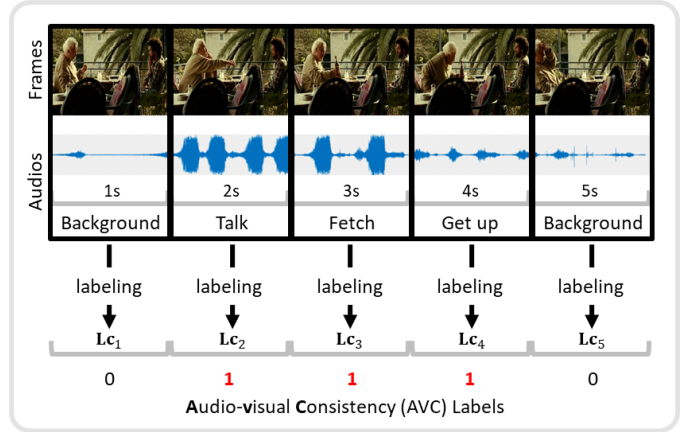 Frames
Audios
1s 2s 3s 4s 5s
Background Talk Fetch Get up Background
labeling labeling labeling labeling labeling
Lc₁ Lc₂ Lc₃ Lc₄ Lc₅
0 1 1 1 0
Audio-visual Consistency (AVC) Labels